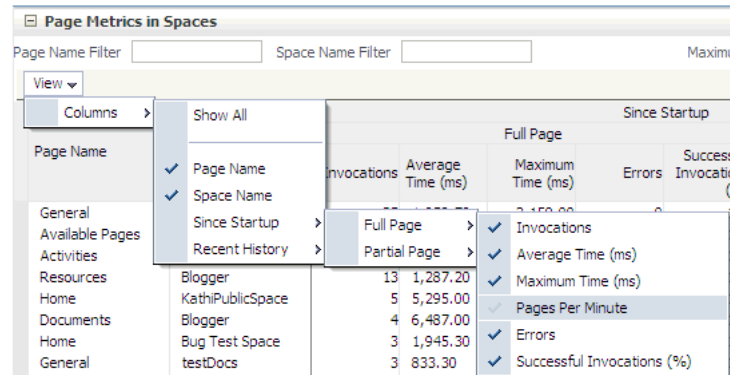 Page Metrics in Spaces
Page Name Filter Space Name Filter
View
Columns Show All Since Startup
Full Page
Page Name Page Name Invocations Average Time (ms) Maximum Time (ms) Errors
Space Name
General Since Startup Full Page Invocations
Available Pages Recent History Partial Page Average Time (ms)
Activities
Resources Blogger 13 1,287.20 Maximum Time (ms)
Home KathiPublicSpace 5 5,295.00 Pages Per Minute
Documents Blogger 4 6,487.00 Errors
Home Bug Test Space 3 1,945.30
General testDocs 3 833.30 Successful Invocations (%)